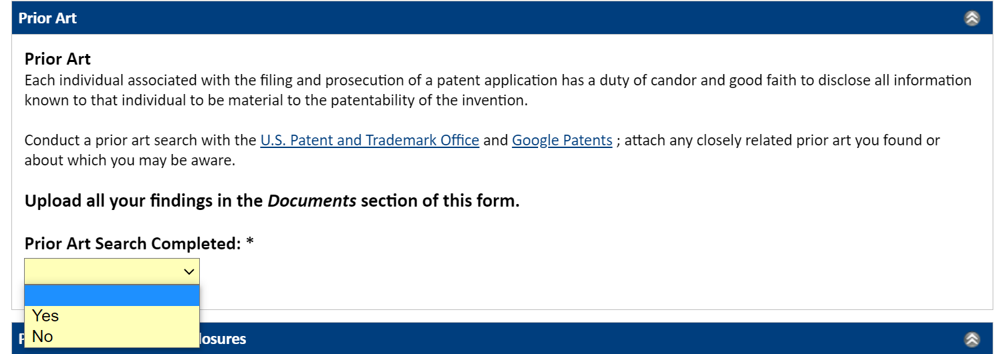 Prior Art
Prior Art
Each individual associated with the filing and prosecution of a patent application has a duty of candor and good faith to disclose all information
known to that individual to be material to the patentability of the invention.
Conduct a prior art search with the U.S. Patent and Trademark Office and Google Patents ; attach any closely related prior art you found or
about which you may be aware.
Upload all your findings in the Documents section of this form.
Prior Art Search Completed: *
Yes
No